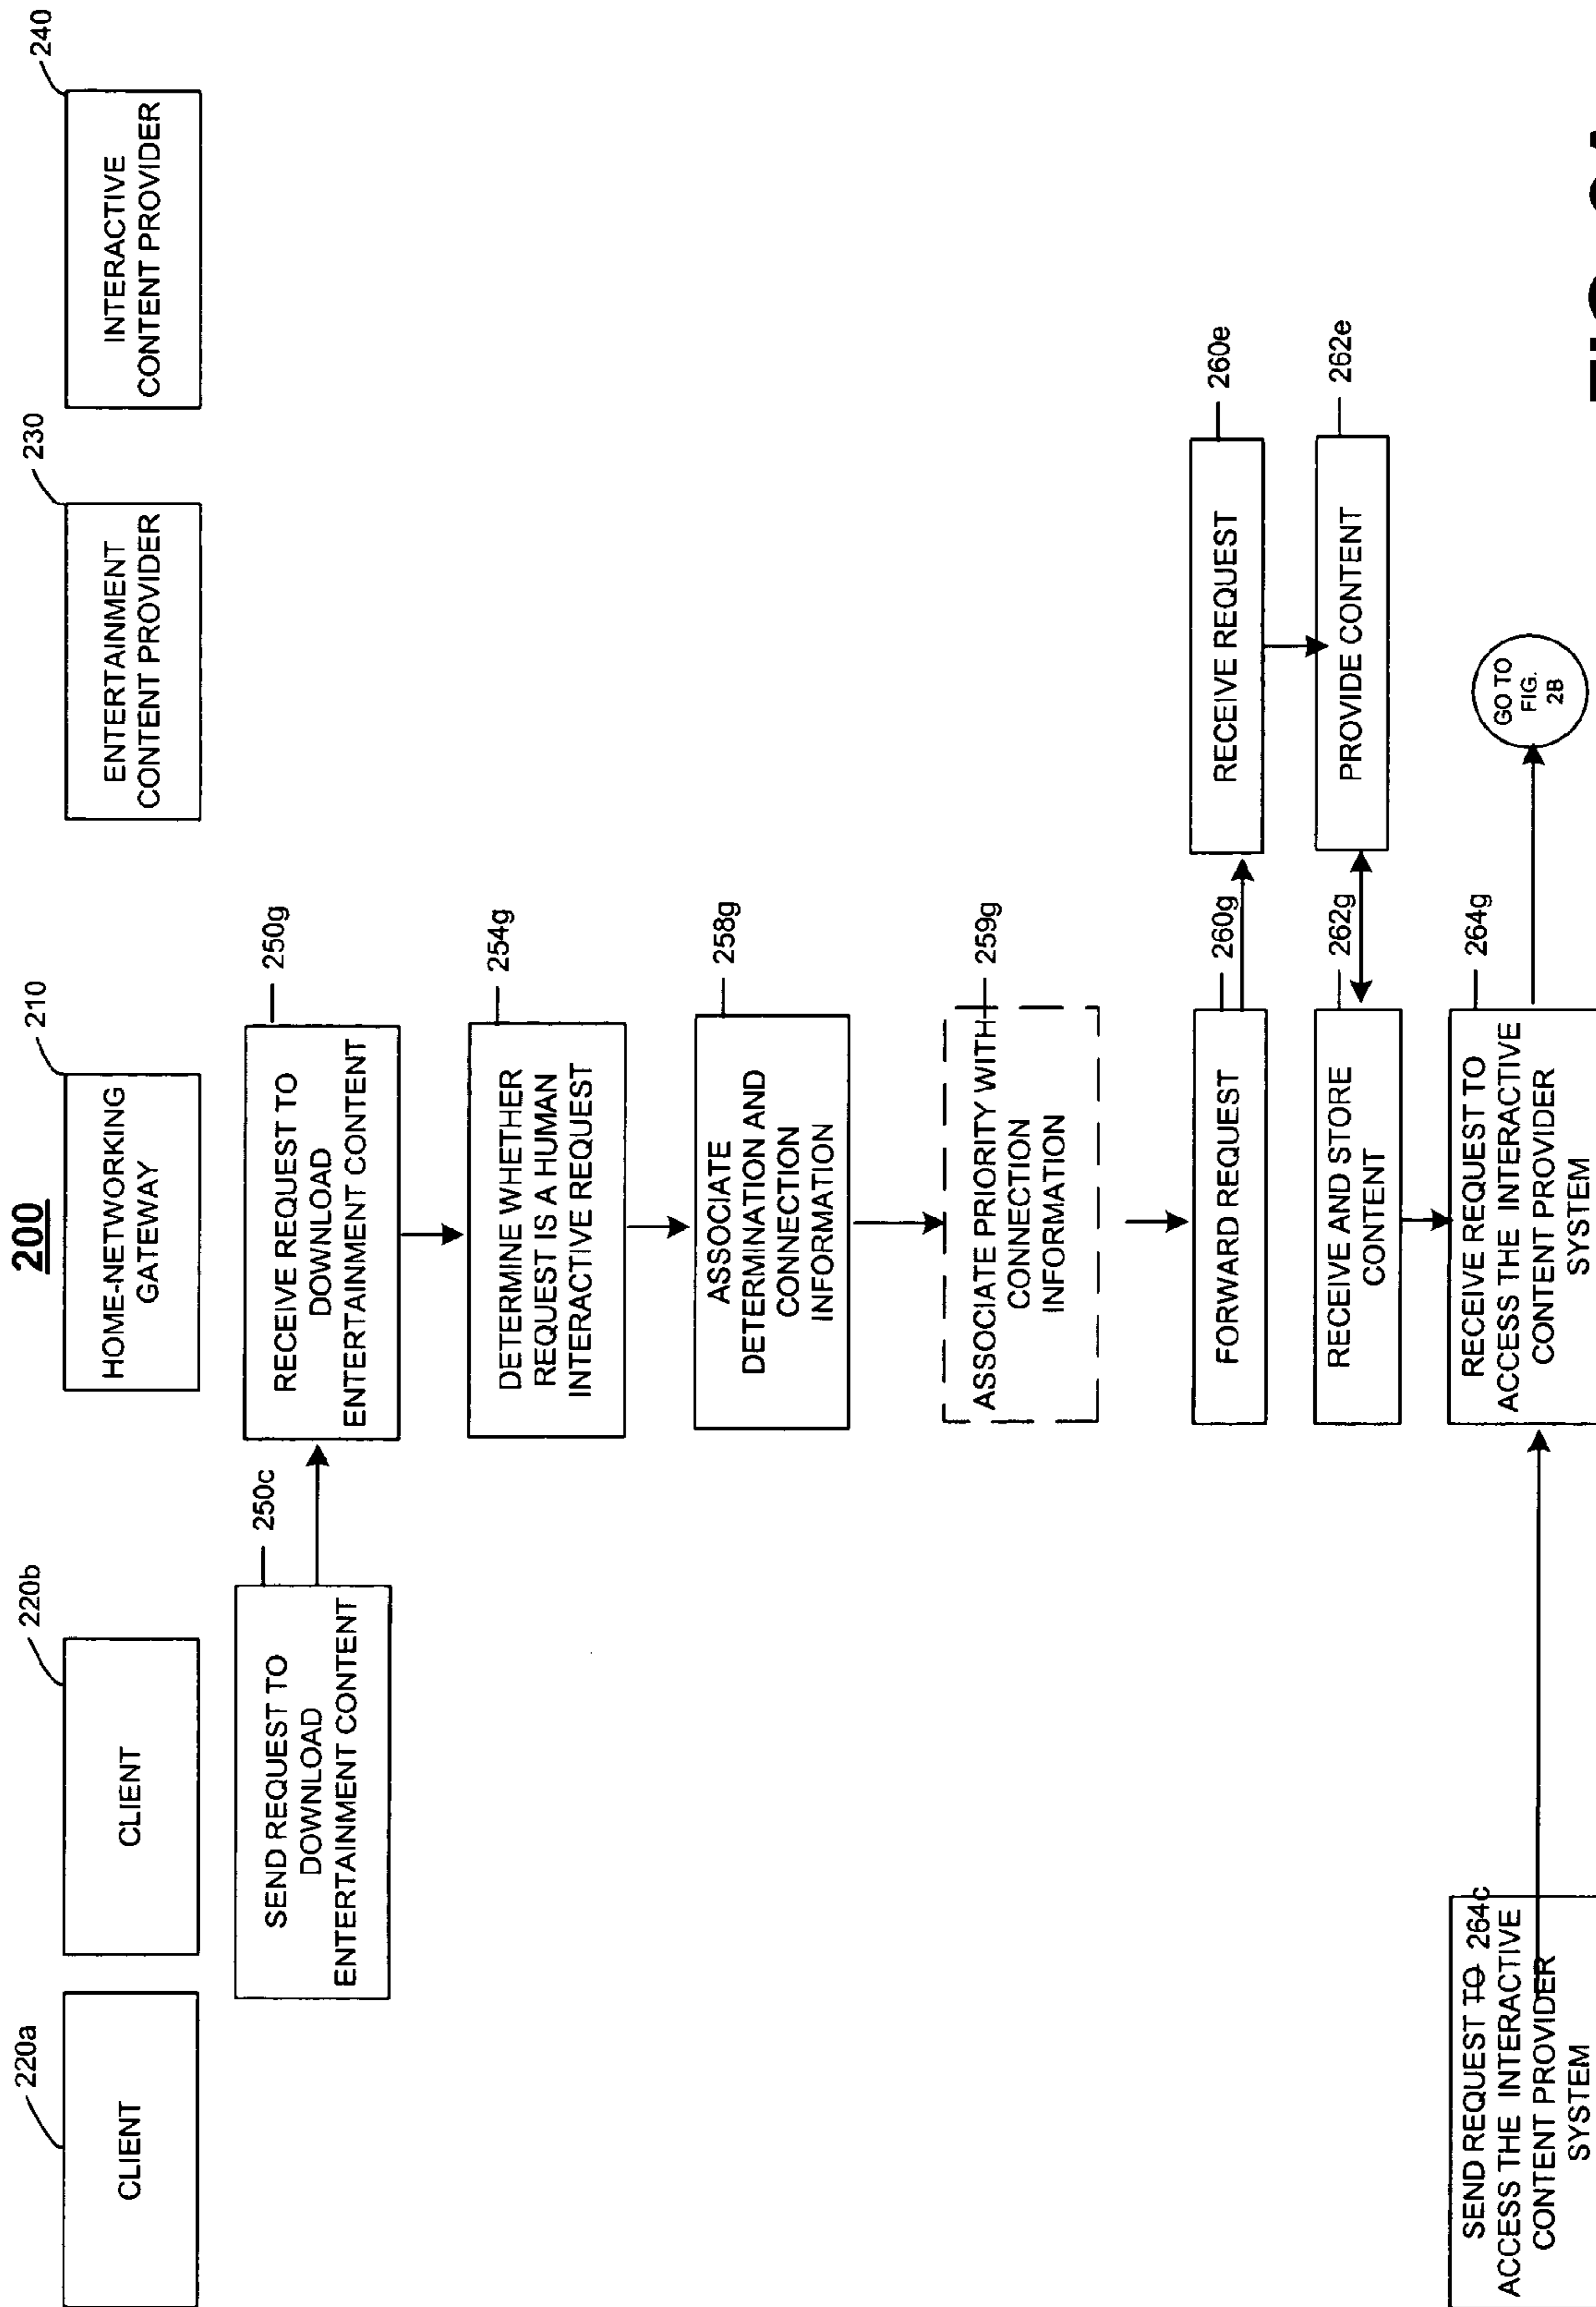 200
220a
CLIENT
220b
CLIENT
210
HOME-NETWORKING
GATEWAY
230
ENTERTAINMENT
CONTENT PROVIDER
240
INTERACTIVE
CONTENT PROVIDER
250c
SEND REQUEST TO
DOWNLOAD
ENTERTAINMENT CONTENT
250g
RECEIVE REQUEST TO
DOWNLOAD
ENTERTAINMENT CONTENT
254g
DETERMINE WHETHER
REQUEST IS A HUMAN
INTERACTIVE REQUEST
258g
ASSOCIATE
DETERMINATION AND
CONNECTION
INFORMATION
259g
ASSOCIATE PRIORITY WITH
CONNECTION
INFORMATION
260g
FORWARD REQUEST
260e
RECEIVE REQUEST
262g
RECEIVE AND STORE
CONTENT
262e
PROVIDE CONTENT
264c
SEND REQUEST TO
ACCESS THE INTERACTIVE
CONTENT PROVIDER
SYSTEM
264g
RECEIVE REQUEST TO
ACCESS THE INTERACTIVE
CONTENT PROVIDER
SYSTEM
GO TO
FIG.
2B